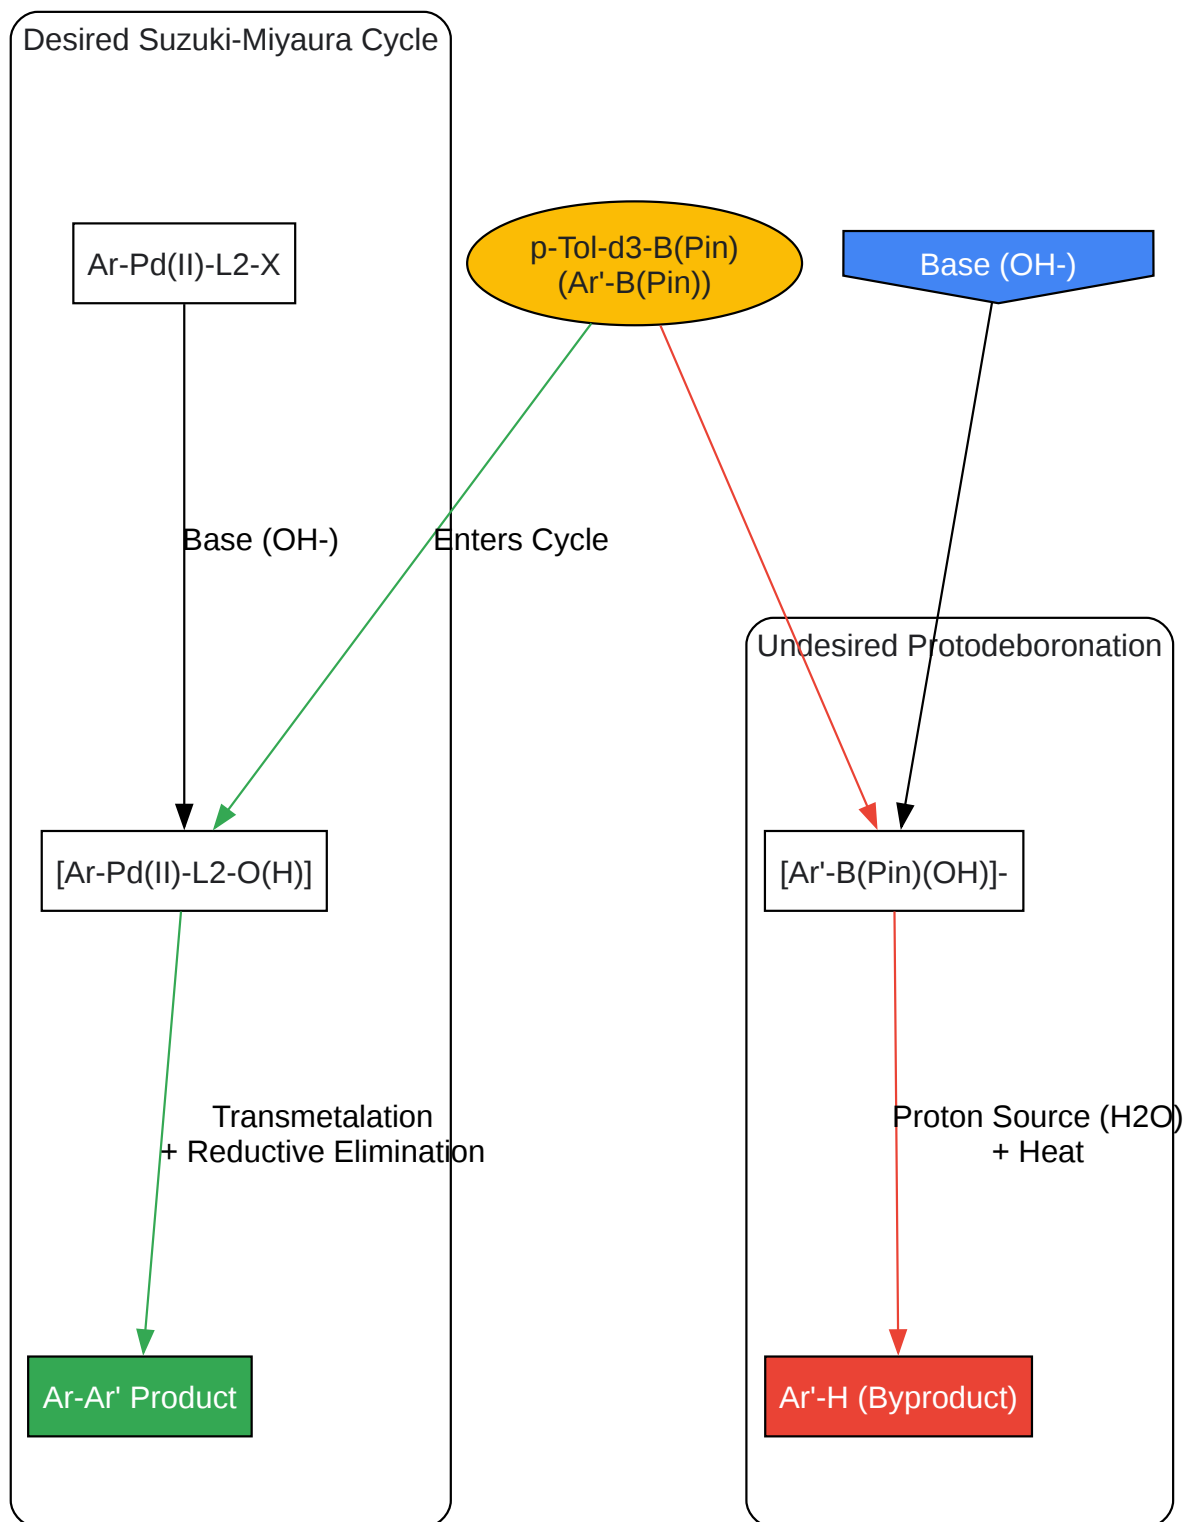 Desired Suzuki-Miyaura Cycle
Ar-Pd(II)-L2-X
p-Tol-d3-B(Pin)
(Ar'-B(Pin))
Base (OH-)
Base (OH-)
Enters Cycle
Undesired Protodeboronation
[Ar-Pd(II)-L2-O(H)]
[Ar'-B(Pin)(OH)]-
Transmetalation
+ Reductive Elimination
Proton Source (H2O)
+ Heat
Ar-Ar' Product
Ar'-H (Byproduct)